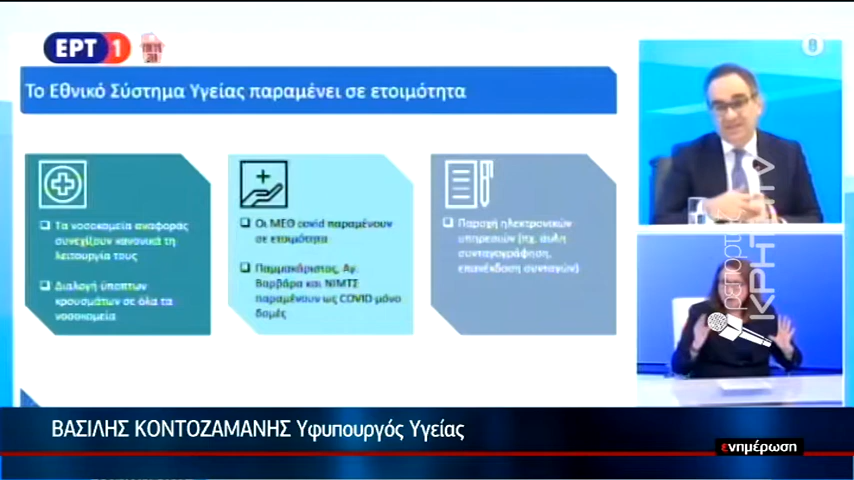 ΕΡΤ 1
Το Εθνικό Σύστημα Υγείας παραμένει σε ετοιμότητα
Τα νοσοκομεία αναφοράς
συνεχίζουν κανονικά τη
λειτουργία τους
Διαλογή ύποπτων
κρουσμάτων σε όλα τα
νοσοκομεία
Οι ΜΕΘ covid παραμένουν
σε ετοιμότητα
Παμμακάριστος, Αγ.
Βαρβάρα και ΝΙΜΤΣ
παραμένουν ως COVID μόνο
δομές
Παροχή ηλεκτρονικών
υπηρεσιών (πχ. άυλη
συνταγογράφηση,
επανέκδοση συνταγών)
ρεπορτέρ
ΚΡΗΤΗ TV
ΒΑΣΙΛΗΣ ΚΟΝΤΟΖΑΜΑΝΗΣ Υφυπουργός Υγείας
ενημέρωση